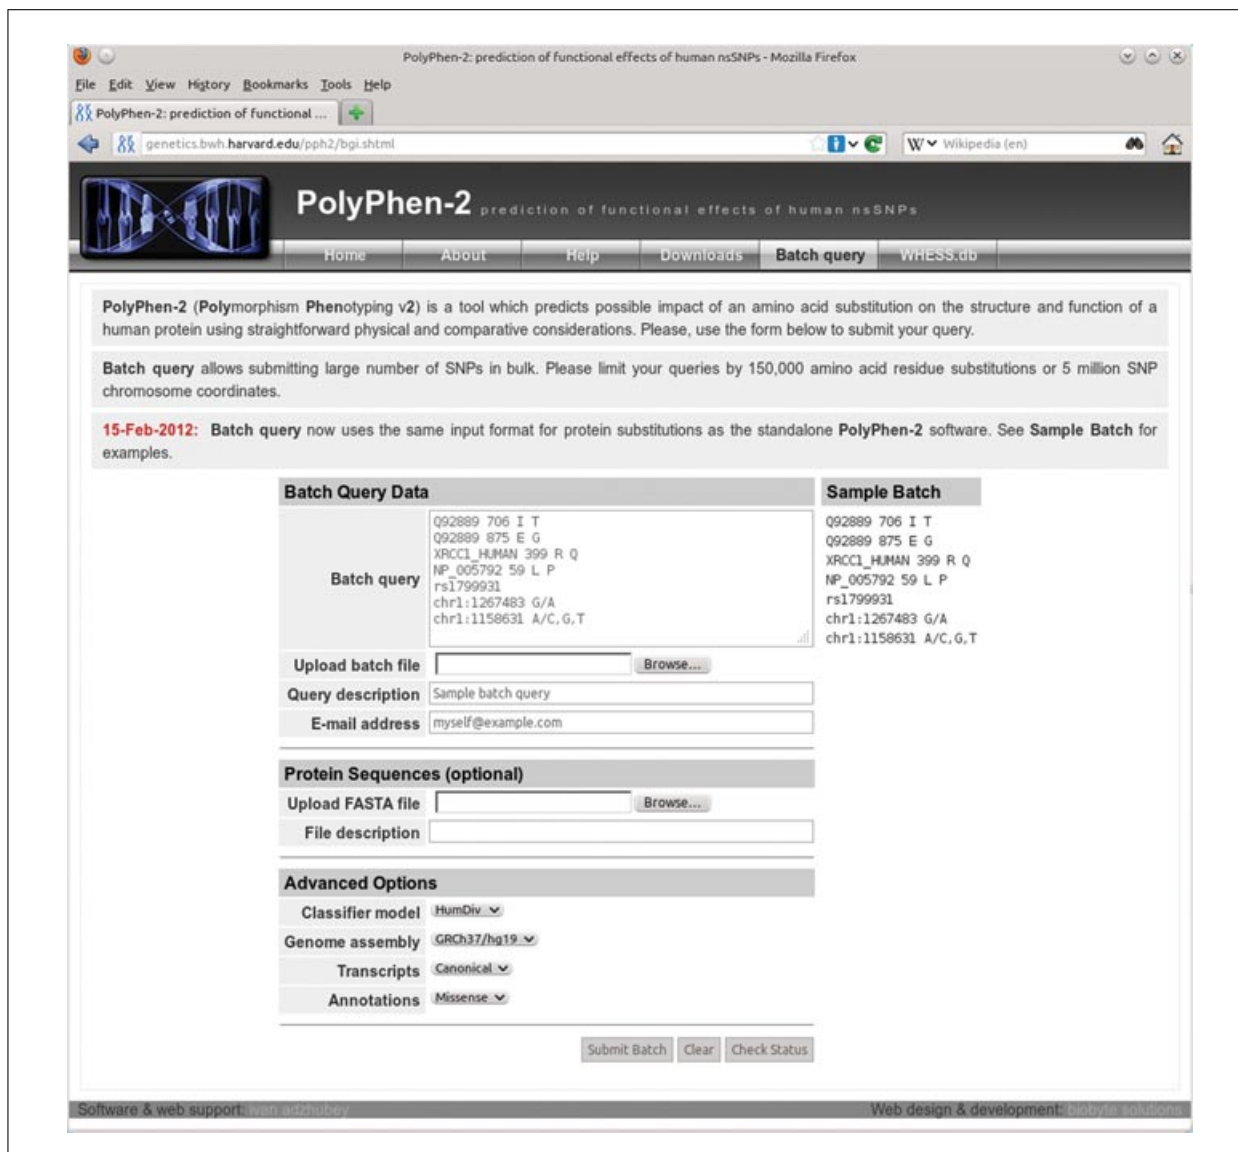 PolyPhen-2: prediction of functional effects of human nsSNPs - Mozilla Firefox
File Edit View History Bookmarks Tools Help
PolyPhen-2: prediction of functional ...
genetics.bwh.harvard.edu/pph2/bgi.shtml
W Wikipedia (en)
PolyPhen-2 prediction of functional effects of human nsSNPs
Home About Help Downloads Batch query WHESS.db
PolyPhen-2 (Polymorphism Phenotyping v2) is a tool which predicts possible impact of an amino acid substitution on the structure and function of a
human protein using straightforward physical and comparative considerations. Please, use the form below to submit your query.
Batch query allows submitting large number of SNPs in bulk. Please limit your queries by 150,000 amino acid residue substitutions or 5 million SNP
chromosome coordinates.
15-Feb-2012: Batch query now uses the same input format for protein substitutions as the standalone PolyPhen-2 software. See Sample Batch for
examples.
Batch Query Data
Batch query
Q92889 706 I T
Q92889 875 E G
XRCC1_HUMAN 399 R Q
NP_005792 59 L P
rs1799931
chr1:1267483 G/A
chr1:1158631 A/C,G,T
Upload batch file Browse...
Query description Sample batch query
E-mail address myself@example.com
Sample Batch
Q92889 706 I T
Q92889 875 E G
XRCC1_HUMAN 399 R Q
NP_005792 59 L P
rs1799931
chr1:1267483 G/A
chr1:1158631 A/C,G,T
Protein Sequences (optional)
Upload FASTA file Browse...
File description
Advanced Options
Classifier model HumDiv
Genome assembly GRCh37/hg19
Transcripts Canonical
Annotations Missense
Submit Batch Clear Check Status
Software & web support: ivan adzhubey
Web design & development: biobyte solutions